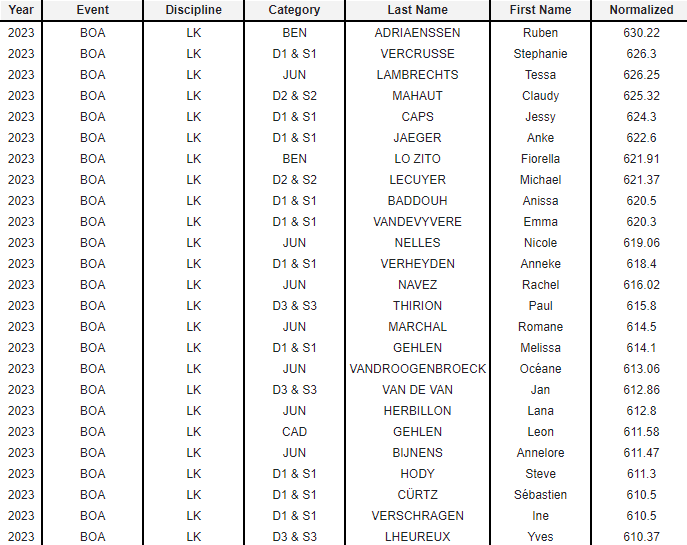 Year Event Discipline Category Last Name First Name Normalized
2023 BOA LK BEN ADRIAENSSEN Ruben 630.22
2023 BOA LK D1 & S1 VERCRUSSE Stephanie 626.3
2023 BOA LK JUN LAMBRECHTS Tessa 626.25
2023 BOA LK D2 & S2 MAHAUT Claudy 625.32
2023 BOA LK D1 & S1 CAPS Jessy 624.3
2023 BOA LK D1 & S1 JAEGER Anke 622.6
2023 BOA LK BEN LO ZITO Fiorella 621.91
2023 BOA LK D2 & S2 LECUYER Michael 621.37
2023 BOA LK D1 & S1 BADDOUH Anissa 620.5
2023 BOA LK D1 & S1 VANDEVYVERE Emma 620.3
2023 BOA LK JUN NELLES Nicole 619.06
2023 BOA LK D1 & S1 VERHEYDEN Anneke 618.4
2023 BOA LK JUN NAVEZ Rachel 616.02
2023 BOA LK D3 & S3 THIRION Paul 615.8
2023 BOA LK JUN MARCHAL Romane 614.5
2023 BOA LK D1 & S1 GEHLEN Melissa 614.1
2023 BOA LK JUN VANDROOGENBROECK Océane 613.06
2023 BOA LK D3 & S3 VAN DE VAN Jan 612.86
2023 BOA LK JUN HERBILLON Lana 612.8
2023 BOA LK CAD GEHLEN Leon 611.58
2023 BOA LK JUN BIJNENS Annelore 611.47
2023 BOA LK D1 & S1 HODY Steve 611.3
2023 BOA LK D1 & S1 CÜRTZ Sébastien 610.5
2023 BOA LK D1 & S1 VERSCHRAGEN Ine 610.5
2023 BOA LK D3 & S3 LHEUREUX Yves 610.37